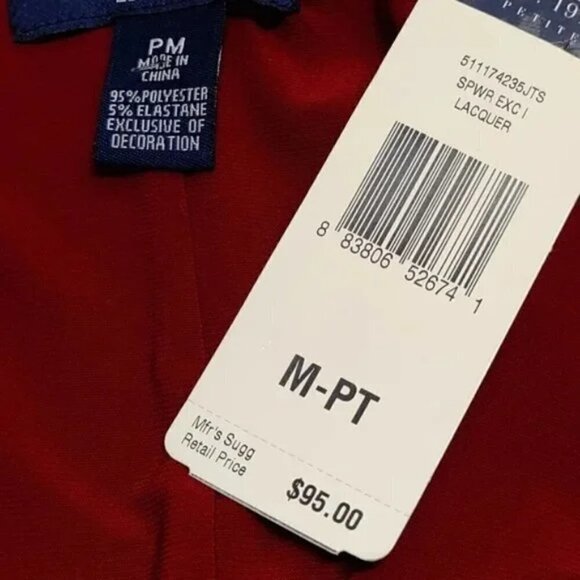 PM
MADE IN
CHINA
95%POLYESTER
5% ELASTANE
EXCLUSIVE OF
DECORATION
19
PETITE
511174235JTS
SPWR EXC I
LACQUER
8 83806 52674 1
M-PT
Mfr's Sugg
Retail Price
$95.00